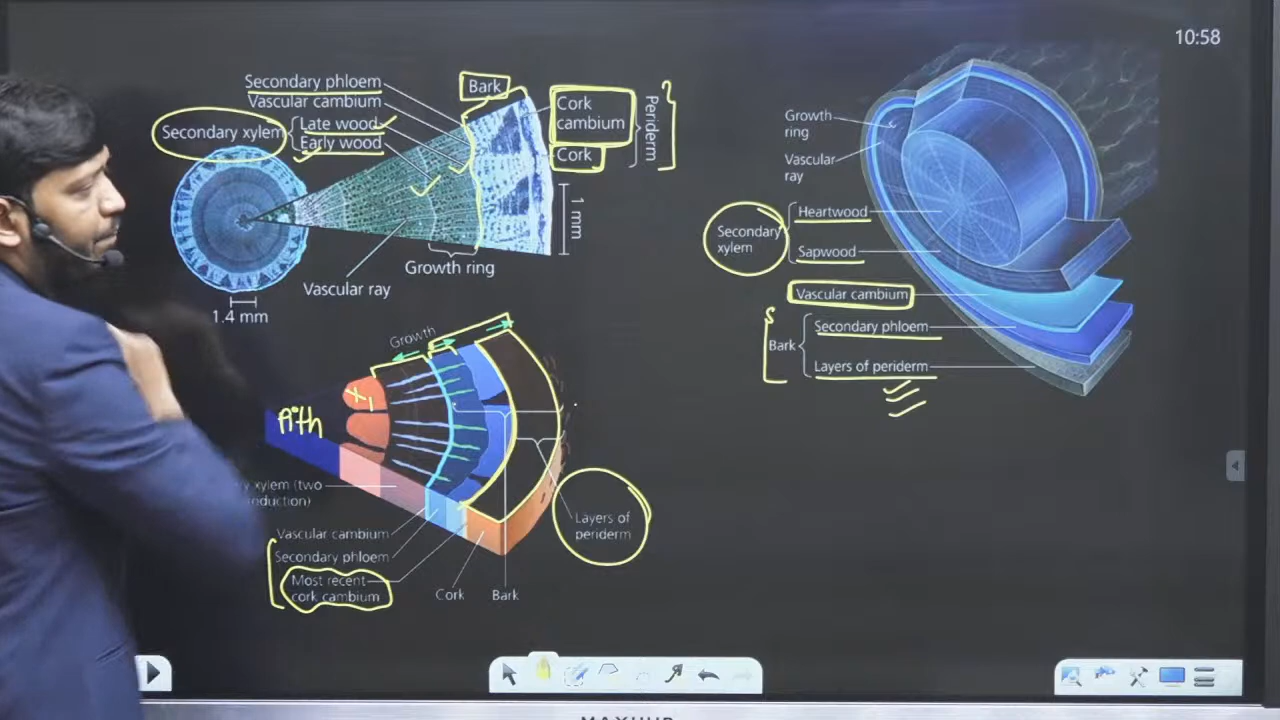 10:58
Secondary phloem
Vascular cambium
Secondary xylem
Late wood
Early wood
Bark
Cork
cambium
Cork
Periderm
1 mm
Growth ring
Vascular ray
1.4 mm
Growth
Pith
xylem (two
Vascular cambium
Secondary phloem
Most recent
cork cambium
Cork
Bark
Layers of
periderm
Growth
ring
Vascular
ray
Secondary
xylem
Heartwood
Sapwood
Vascular cambium
Bark
Secondary phloem
Layers of periderm